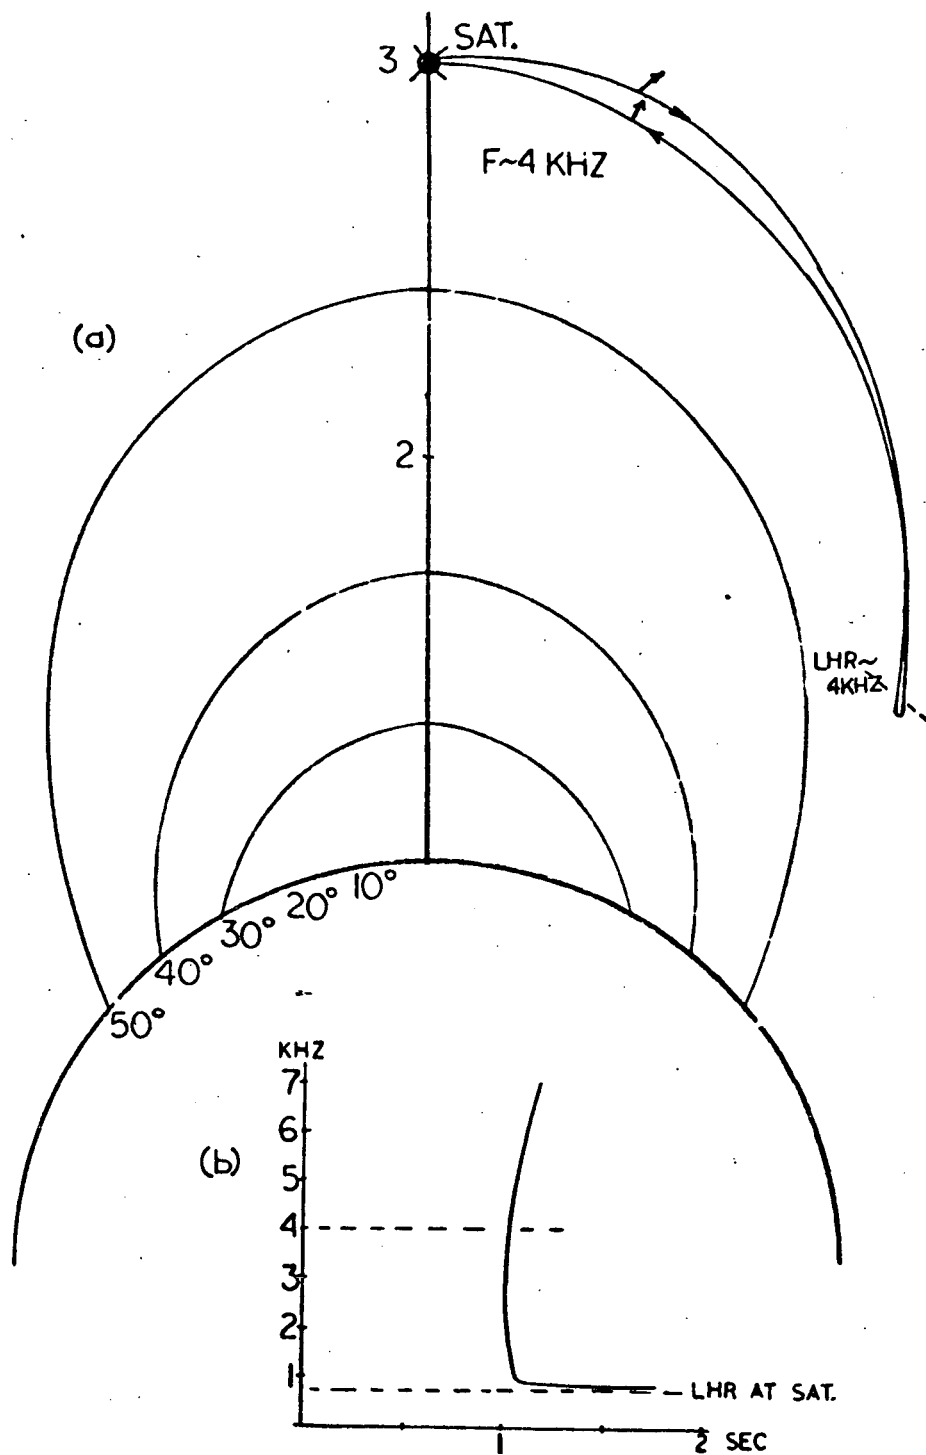 SAT.
3
F~4 KHZ
(a)
2
LHR~
4KHZ
10°
20°
30°
40°
50°
KHZ
7
6
(b)
5
4
3
2
1
LHR AT SAT.
1
2 SEC